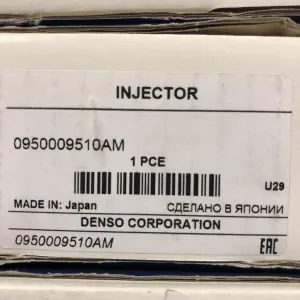 INJECTOR
0950009510AM
1 PCE
U29
MADE IN: Japan СДЕЛАНО В ЯПОНИИ
DENSO CORPORATION
0950009510AM EAC